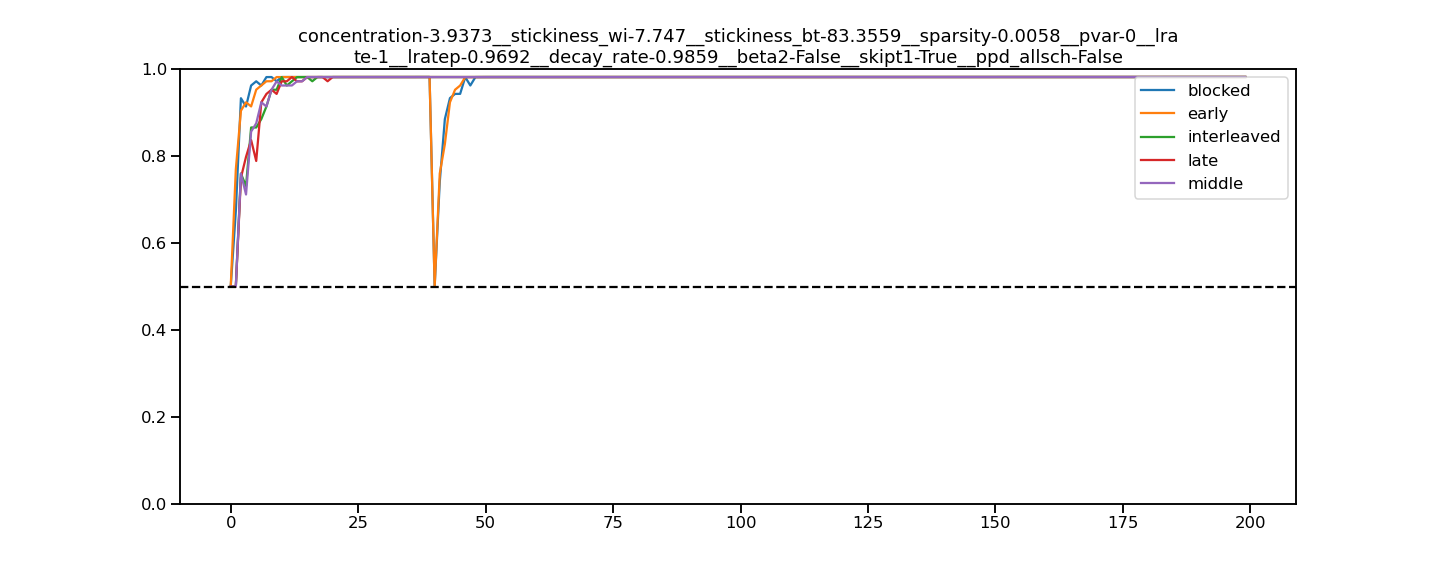 concentration-3.9373__stickiness_wi-7.747__stickiness_bt-83.3559__sparsity-0.0058__pvar-0__lra
te-1__lratep-0.9692__decay_rate-0.9859__beta2-False__skipt1-True__ppd_allsch-False
1.0
0.8
0.6
0.4
0.2
0.0
blocked
early
interleaved
late
middle
0 25 50 75 100 125 150 175 200